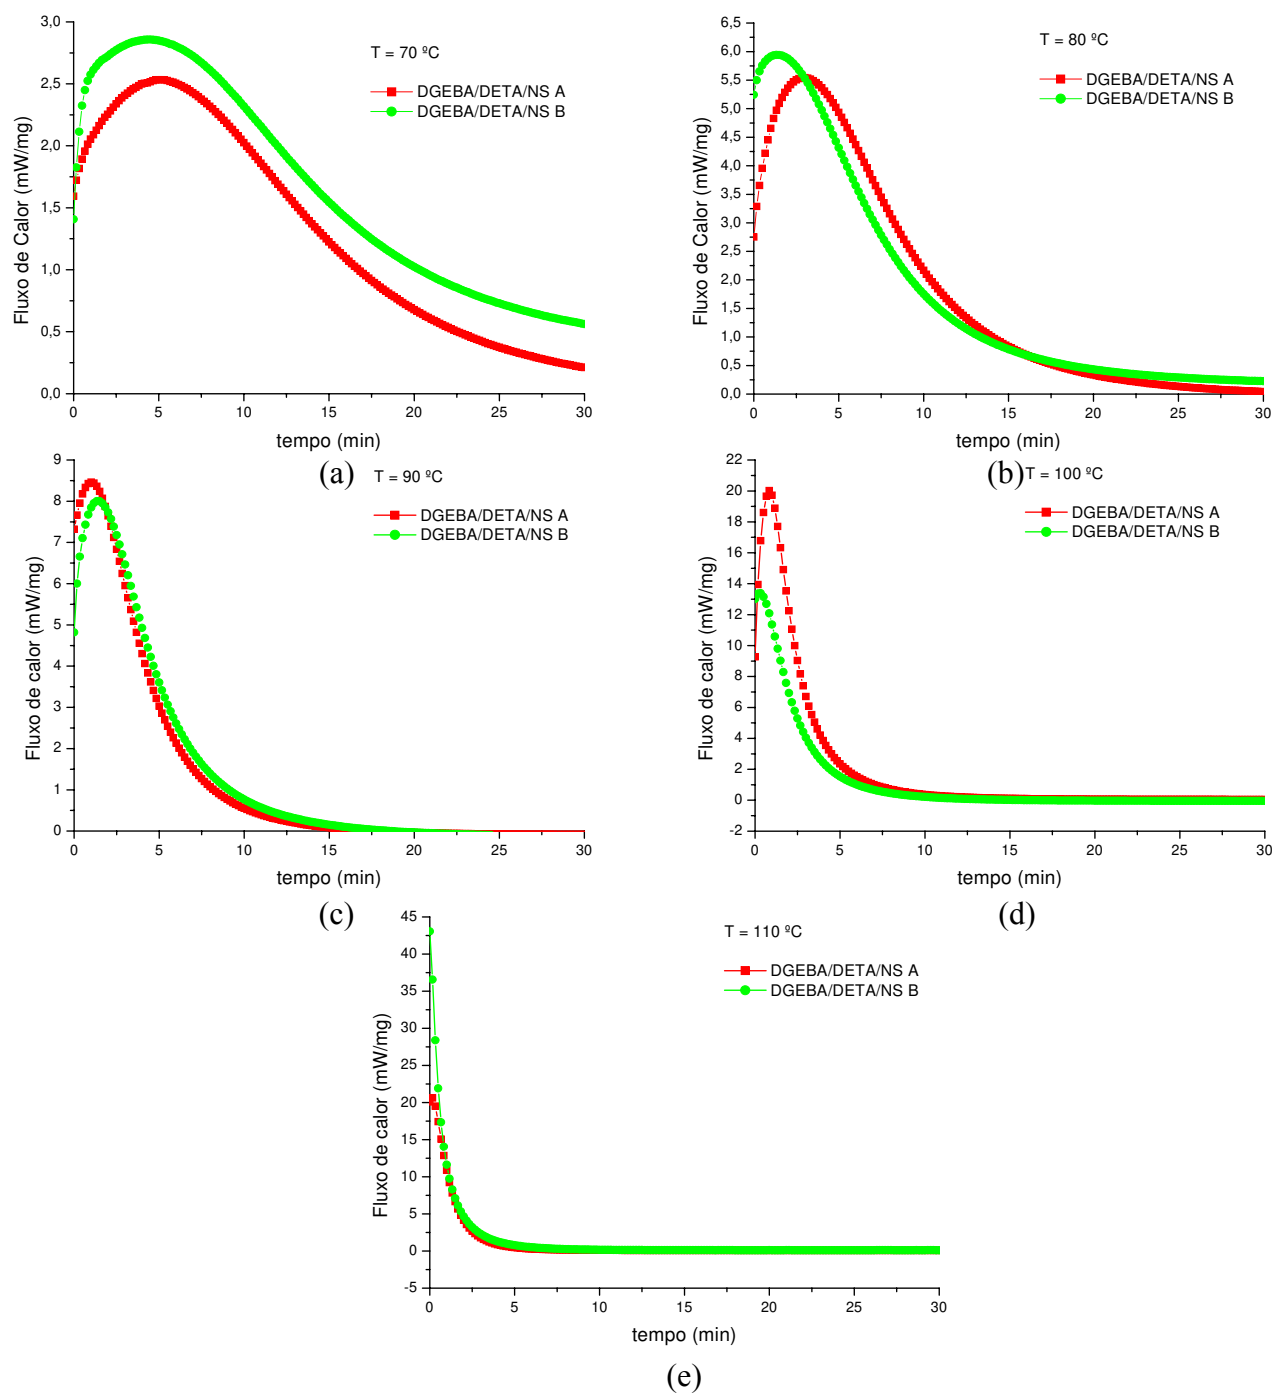 3,0
2,5
2,0
1,5
1,0
0,5
0,0
Fluxo de Calor (mW/mg)
T = 70 ºC
DGEBA/DETA/NS A
DGEBA/DETA/NS B
0 5 10 15 20 25 30
tempo (min)
(a)
6,5
6,0
5,5
5,0
4,5
4,0
3,5
3,0
2,5
2,0
1,5
1,0
0,5
0,0
Fluxo de Calor (mW/mg)
T = 80 ºC
DGEBA/DETA/NS A
DGEBA/DETA/NS B
0 5 10 15 20 25 30
tempo (min)
(b)
9
8
7
6
5
4
3
2
1
0
Fluxo de calor (mW/mg)
T = 90 ºC
DGEBA/DETA/NS A
DGEBA/DETA/NS B
0 5 10 15 20 25 30
tempo (min)
(c)
22
20
18
16
14
12
10
8
6
4
2
0
-2
Fluxo de calor (mW/mg)
T = 100 ºC
DGEBA/DETA/NS A
DGEBA/DETA/NS B
0 5 10 15 20 25 30
tempo (min)
(d)
45
40
35
30
25
20
15
10
5
0
-5
Fluxo de calor (mW/mg)
T = 110 ºC
DGEBA/DETA/NS A
DGEBA/DETA/NS B
0 5 10 15 20 25 30
tempo (min)
(e)